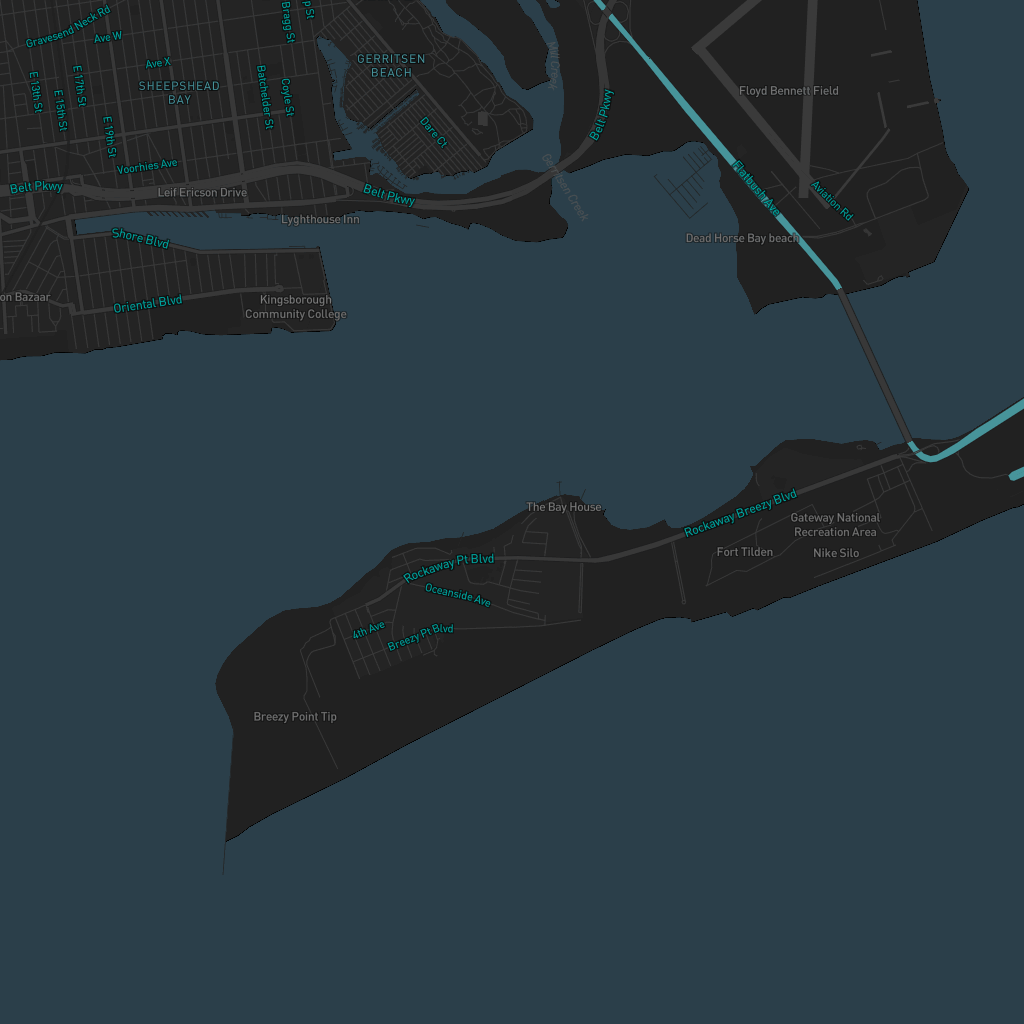 Gravesend Neck Rd
Bragg St
p St
Ave W
GERRITSEN
BEACH
Mill Creek
Ave X
SHEEPSHEAD
BAY
E 13th St
E 17th St
E 15th St
E 19th St
Batchelder St
Coyle St
Dare Ct
Belt Pkwy
Floyd Bennett Field
Voorhies Ave
Belt Pkwy
Leif Ericson Drive
Belt Pkwy
Gerritson Creek
Flatbush Ave
Aviation Rd
Lyghthouse Inn
Shore Blvd
Dead Horse Bay beach
on Bazaar
Oriental Blvd
Kingsborough
Community College
The Bay House
Rockaway Breezy Blvd
Gateway National
Recreation Area
Fort Tilden
Nike Silo
Rockaway Pt Blvd
Oceanside Ave
4th Ave
Breezy Pt Blvd
Breezy Point Tip